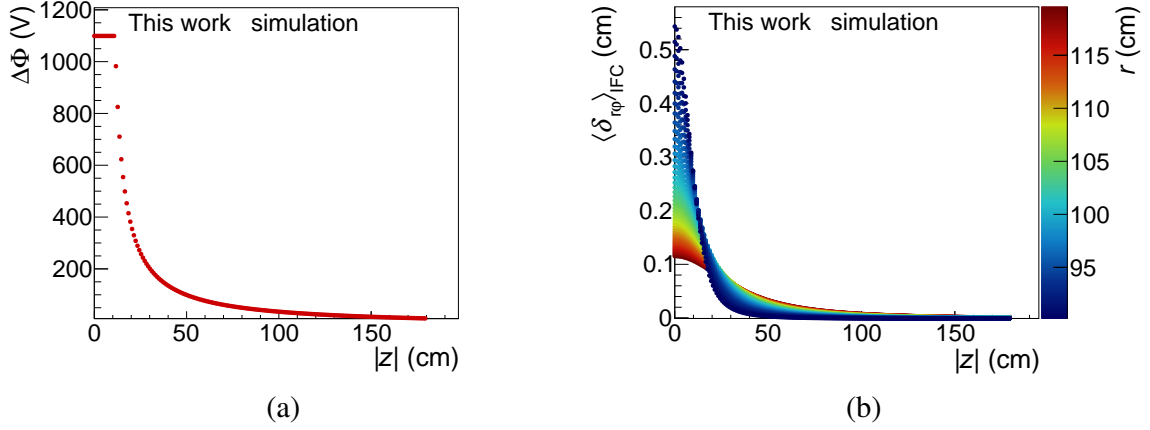 This work simulation
ΔΦ (V)
1200
1000
800
600
400
200
0
50
100
150
|z| (cm)
(a)
This work simulation
⟨δrφ⟩IFC (cm)
0.5
0.4
0.3
0.2
0.1
0
0
50
100
150
|z| (cm)
r (cm)
115
110
105
100
95
(b)